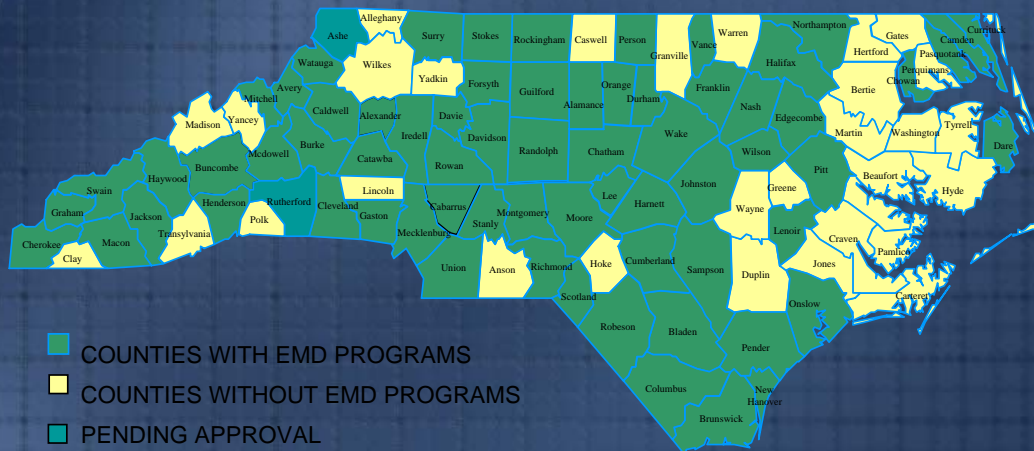 Alleghany
Northampton
Ashe
Surry
Stokes
Rockingham
Caswell
Person
Granville
Vance
Warren
Gates
Camden
Currituck
Hertford
Pasquotank
Perquimans
Chowan
Watauga
Wilkes
Yadkin
Forsyth
Guilford
Alamance
Orange
Durham
Franklin
Halifax
Bertie
Avery
Mitchell
Yancey
Madison
Caldwell
Alexander
Iredell
Davie
Davidson
Randolph
Chatham
Wake
Nash
Edgecombe
Martin
Washington
Tyrrell
Dare
Mcdowell
Burke
Catawba
Rowan
Wilson
Pitt
Beaufort
Hyde
Buncombe
Haywood
Swain
Graham
Cherokee
Clay
Macon
Jackson
Transylvania
Henderson
Polk
Rutherford
Cleveland
Lincoln
Gaston
Mecklenburg
Cabarrus
Stanly
Montgomery
Moore
Lee
Harnett
Johnston
Wayne
Greene
Lenoir
Craven
Pamlico
Jones
Carteret
Union
Anson
Richmond
Hoke
Cumberland
Sampson
Duplin
Onslow
Scotland
Robeson
Bladen
Pender
Columbus
New
Hanover
Brunswick
COUNTIES WITH EMD PROGRAMS
COUNTIES WITHOUT EMD PROGRAMS
PENDING APPROVAL